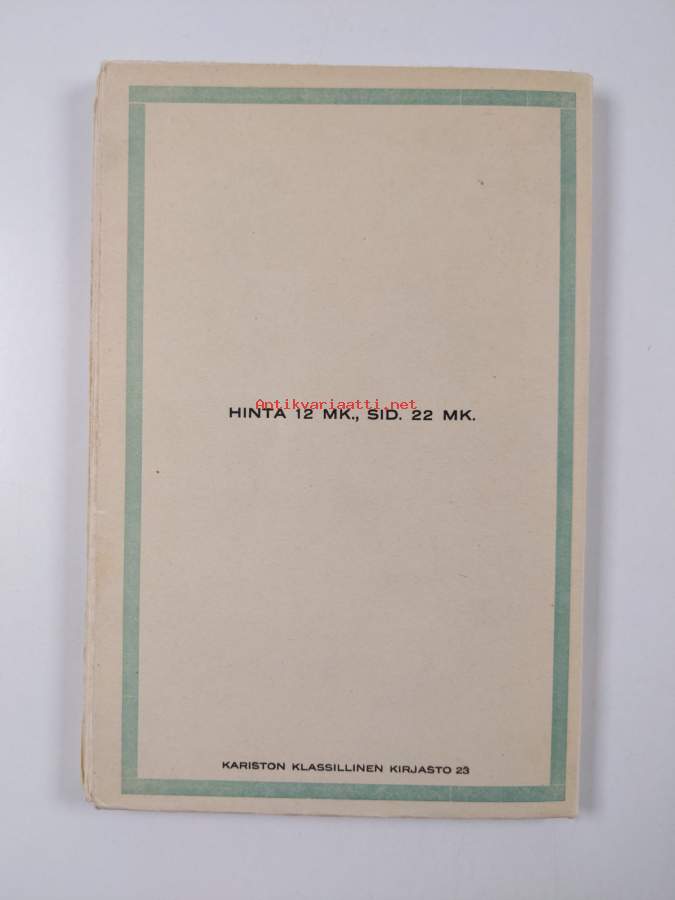 Antikvariaatti.net
HINTA 12 MK., SID. 22 MK.
KARISTON KLASSILLINEN KIRJASTO 23